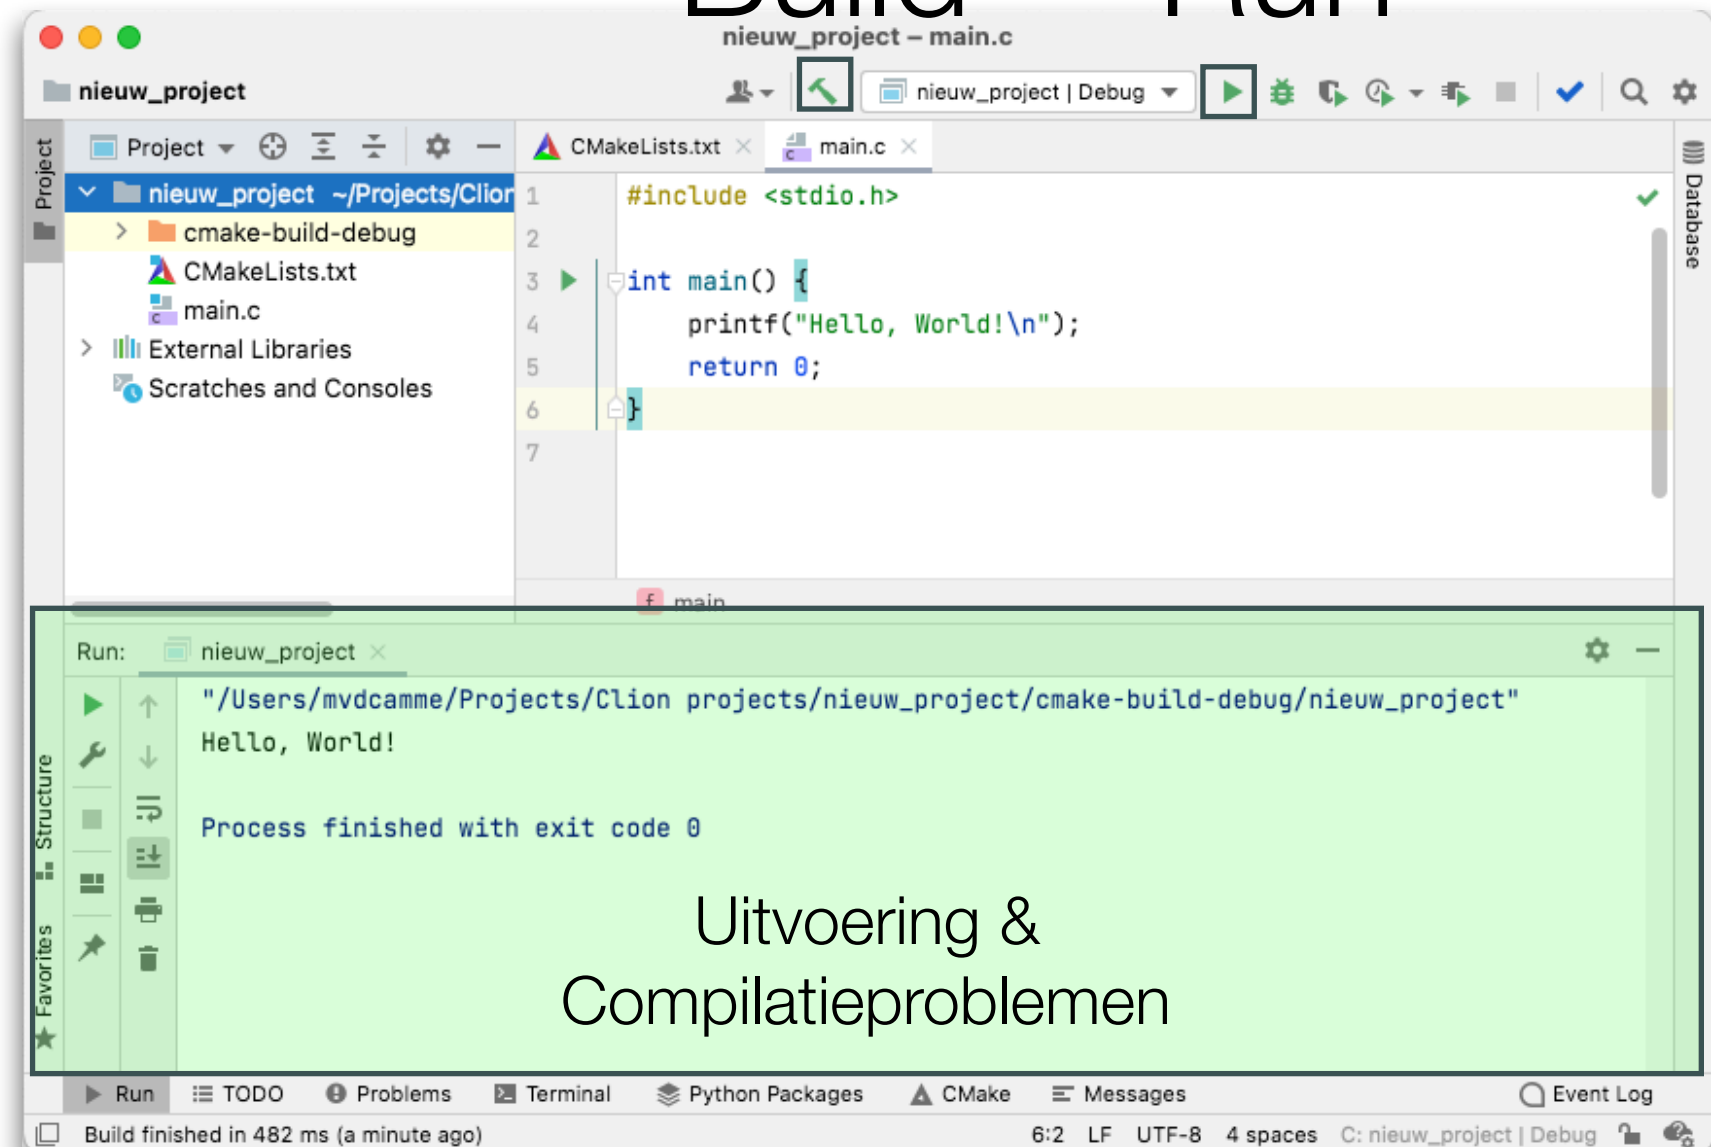 Build Run
nieuw_project – main.c
nieuw_project
nieuw_project | Debug
Project
Project
CMakeLists.txt
main.c
Database
nieuw_project ~/Projects/Clion
cmake-build-debug
CMakeLists.txt
main.c
External Libraries
Scratches and Consoles
1 #include <stdio.h>
2
3 int main() {
4 printf("Hello, World!\n");
5 return 0;
6 }
7
f main
Run: nieuw_project
"/Users/mvdcamme/Projects/Clion projects/nieuw_project/cmake-build-debug/nieuw_project"
Hello, World!
Process finished with exit code 0
Structure
Favorites
Uitvoering &
Compilatieproblemen
Run TODO Problems Terminal Python Packages CMake Messages Event Log
Build finished in 482 ms (a minute ago) 6:2 LF UTF-8 4 spaces C: nieuw_project | Debug